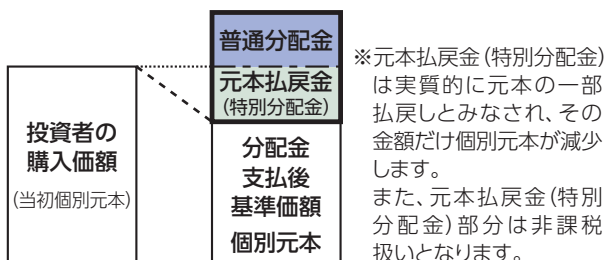 投資者の
購入価額
(当初個別元本)
普通分配金
元本払戻金
(特別分配金)
分配金
支払後
基準価額
個別元本
※元本払戻金(特別分配金)
は実質的に元本の一部
払戻しとみなされ、その
金額だけ個別元本が減少
します。
また、元本払戻金(特別
分配金)部分は非課税
扱いとなります。